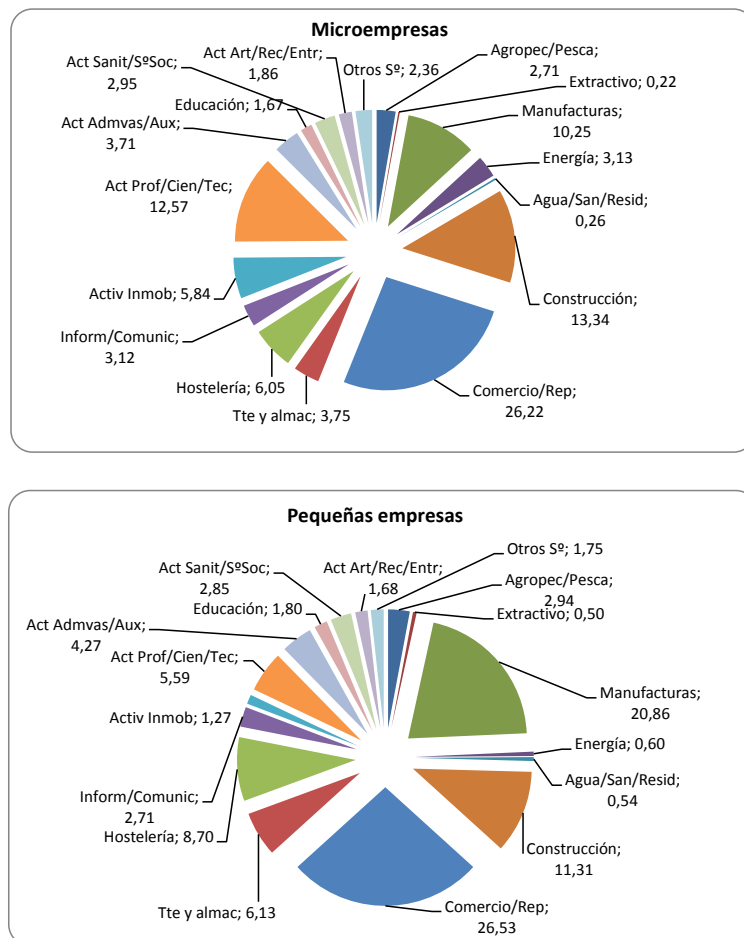 Microempresas
Act Art/Rec/Entr;
1,86
Otros Sº; 2,36
Agropec/Pesca;
2,71
Act Sanit/SºSoc;
2,95
Extractivo; 0,22
Educación; 1,67
Manufacturas;
10,25
Act Admvas/Aux;
3,71
Energía; 3,13
Act Prof/Cien/Tec;
12,57
Agua/San/Resid;
0,26
Activ Inmob; 5,84
Construcción;
13,34
Inform/Comunic;
3,12
Hostelería; 6,05
Comercio/Rep;
26,22
Tte y almac; 3,75
Pequeñas empresas
Otros Sº; 1,75
Act Sanit/SºSoc;
2,85
Act Art/Rec/Entr;
1,68
Agropec/Pesca;
2,94
Educación; 1,80
Extractivo; 0,50
Act Admvas/Aux;
4,27
Act Prof/Cien/Tec;
5,59
Manufacturas;
20,86
Activ Inmob; 1,27
Energía; 0,60
Agua/San/Resid;
0,54
Inform/Comunic;
2,71
Hostelería; 8,70
Construcción;
11,31
Tte y almac; 6,13
Comercio/Rep;
26,53